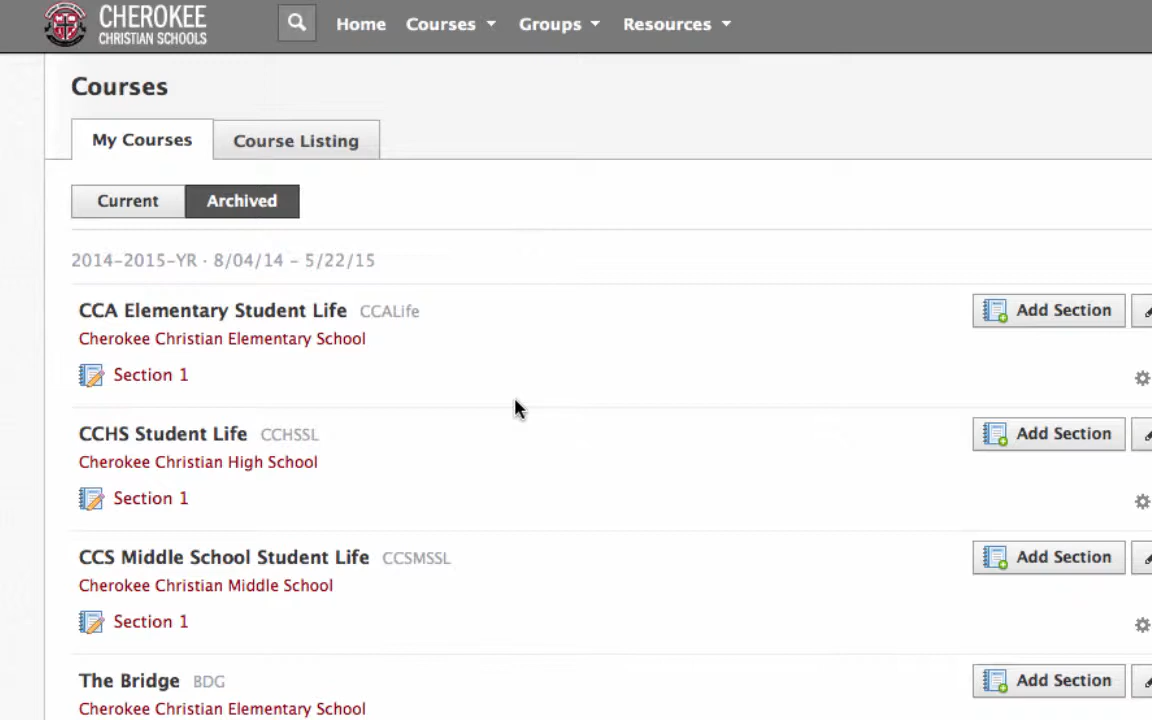 CHEROKEE
CHRISTIAN SCHOOLS
Home Courses Groups Resources
Courses
My Courses Course Listing
Current Archived
2014-2015-YR · 8/04/14 - 5/22/15
CCA Elementary Student Life CCALife Add Section
Cherokee Christian Elementary School
Section 1
CCHS Student Life CCHSSL Add Section
Cherokee Christian High School
Section 1
CCS Middle School Student Life CCSMSSL Add Section
Cherokee Christian Middle School
Section 1
The Bridge BDG Add Section
Cherokee Christian Elementary School